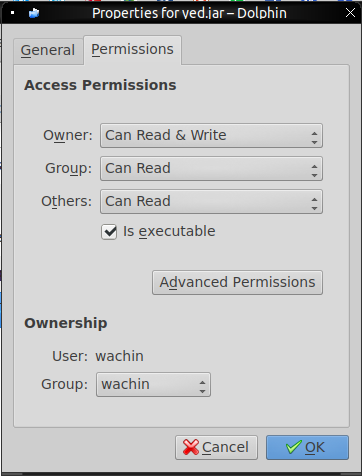 Properties for yed.jar – Dolphin
General Permissions
Access Permissions
Owner: Can Read & Write
Group: Can Read
Others: Can Read
Is executable
Advanced Permissions
Ownership
User: wachin
Group: wachin
Cancel OK